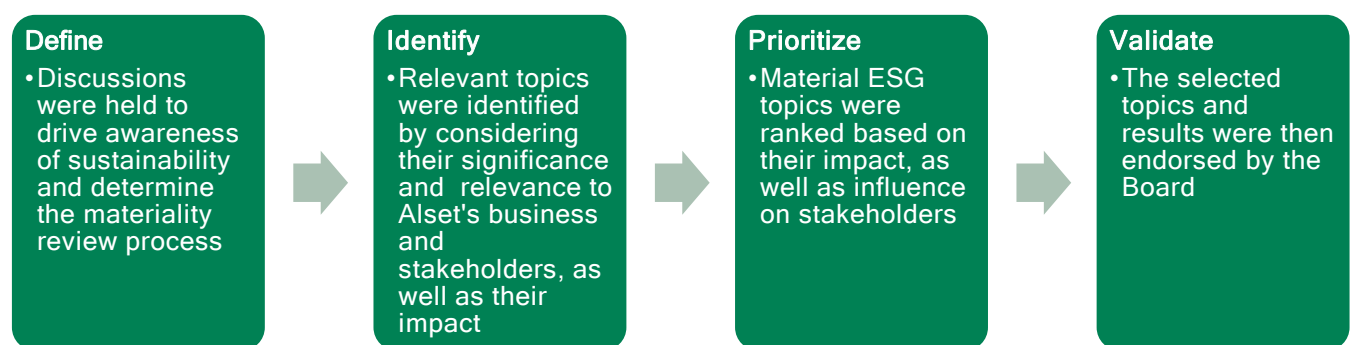 Define
•Discussions
were held to
drive awareness
of sustainability
and determine
the materiality
review process
Identify
•Relevant topics
were identified
by considering
their significance
and relevance to
Alset's business
and
stakeholders, as
well as their
impact
Prioritize
•Material ESG
topics were
ranked based on
their impact, as
well as influence
on stakeholders
Validate
•The selected
topics and
results were then
endorsed by the
Board